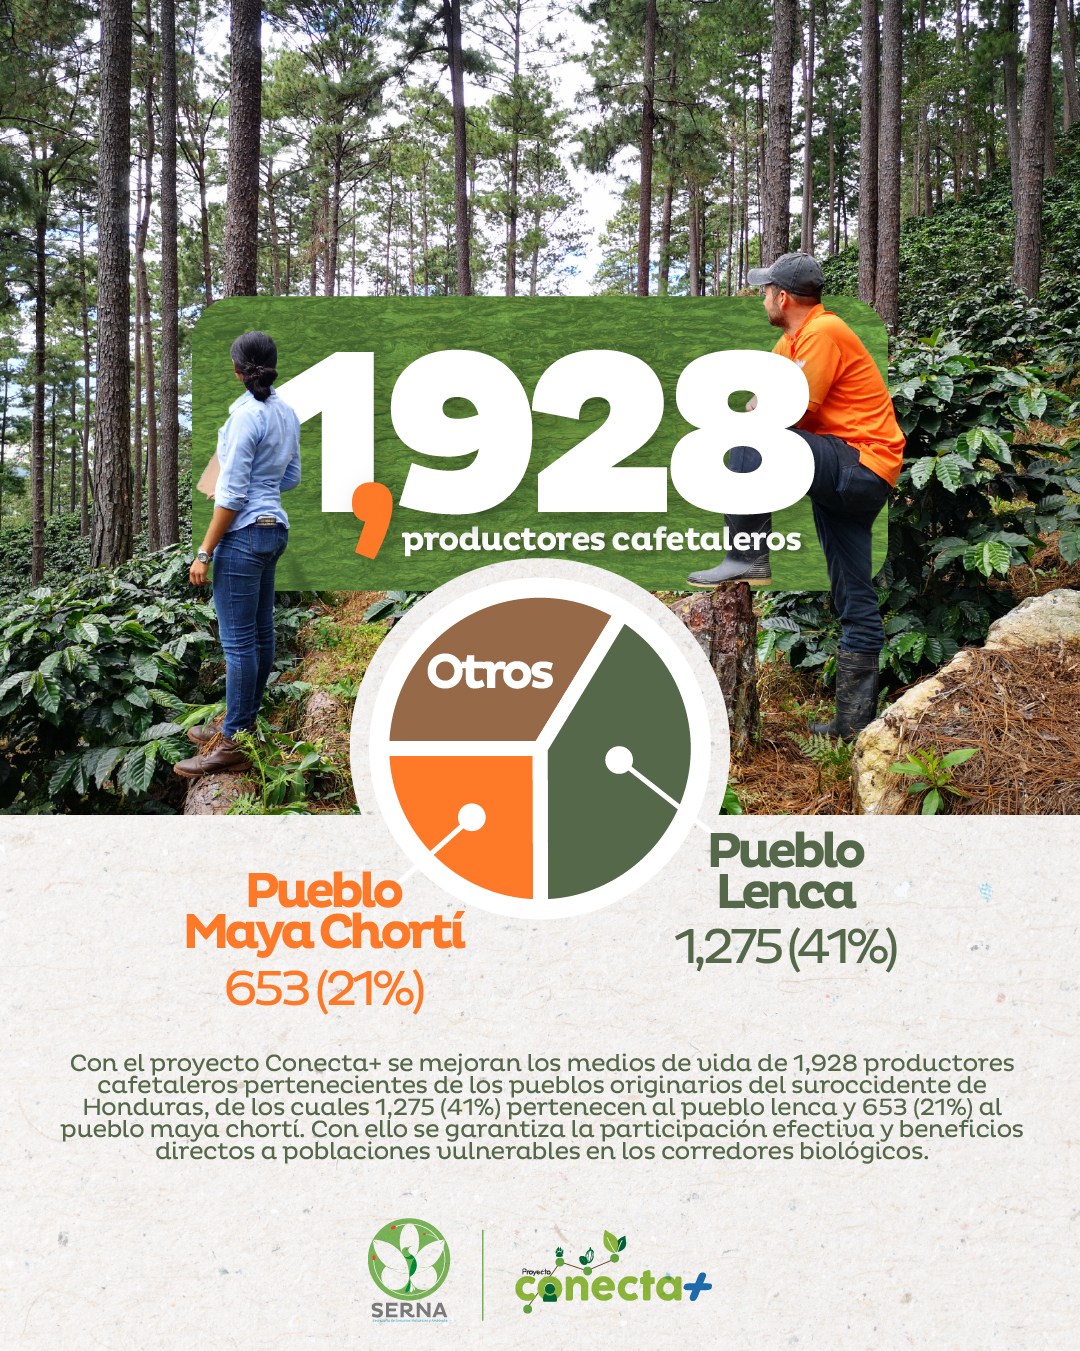 1,928
productores cafetaleros
Otros
Pueblo
Lenca
1,275 (41%)
Pueblo
Maya Chortí
653 (21%)
Con el proyecto Conecta+ se mejoran los medios de vida de 1,928 productores
cafetaleros pertenecientes de los pueblos originarios del suroccidente de
Honduras, de los cuales 1,275 (41%) pertenecen al pueblo lenca y 653 (21%) al
pueblo maya chortí. Con ello se garantiza la participación efectiva y beneficios
directos a poblaciones vulnerables en los corredores biológicos.
SERNA
Proyecto
conecta+